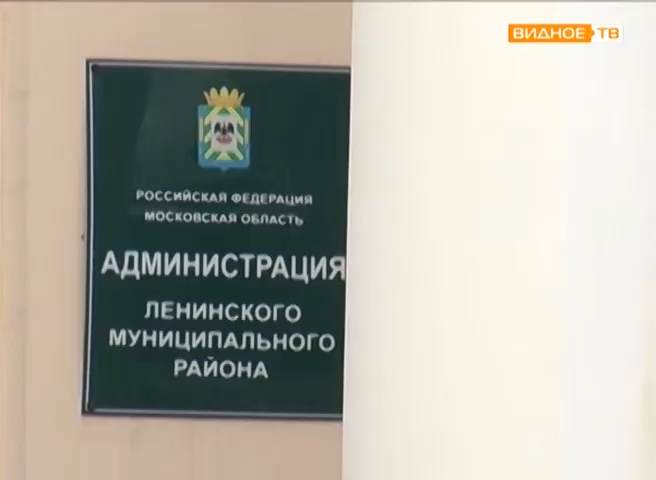 ВИДНОЕ ТВ
РОССИЙСКАЯ ФЕДЕРАЦИЯ
МОСКОВСКАЯ ОБЛАСТЬ
АДМИНИСТРАЦИЯ
ЛЕНИНСКОГО
МУНИЦИПАЛЬНОГО
РАЙОНА